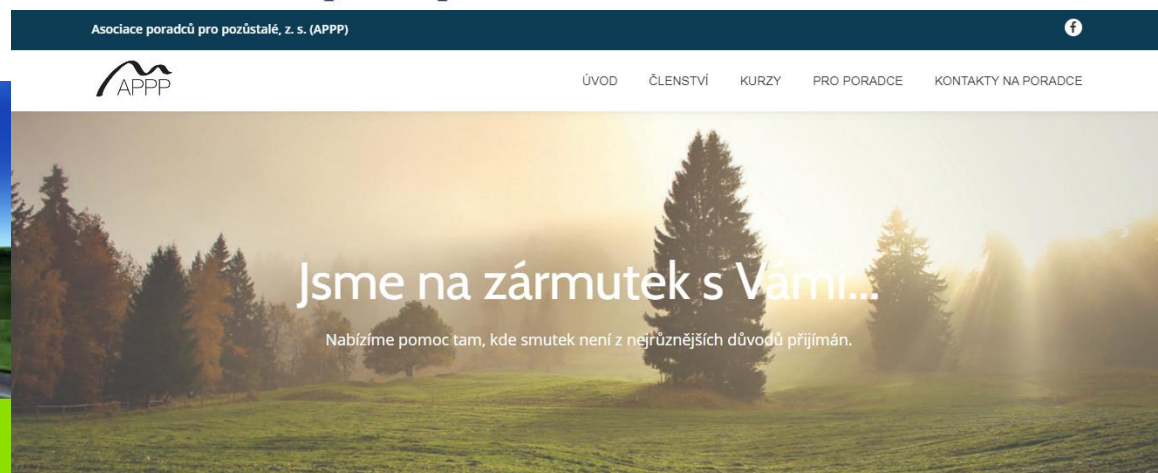 Asociace poradců pro pozůstalé, z. s. (APPP)
APPP
ÚVOD ČLENSTVÍ KURZY PRO PORADCE KONTAKTY NA PORADCE
Jsme na zármutek s Vámi...
Nabízíme pomoc tam, kde smutek není z nejrůznějších důvodů přijímán.